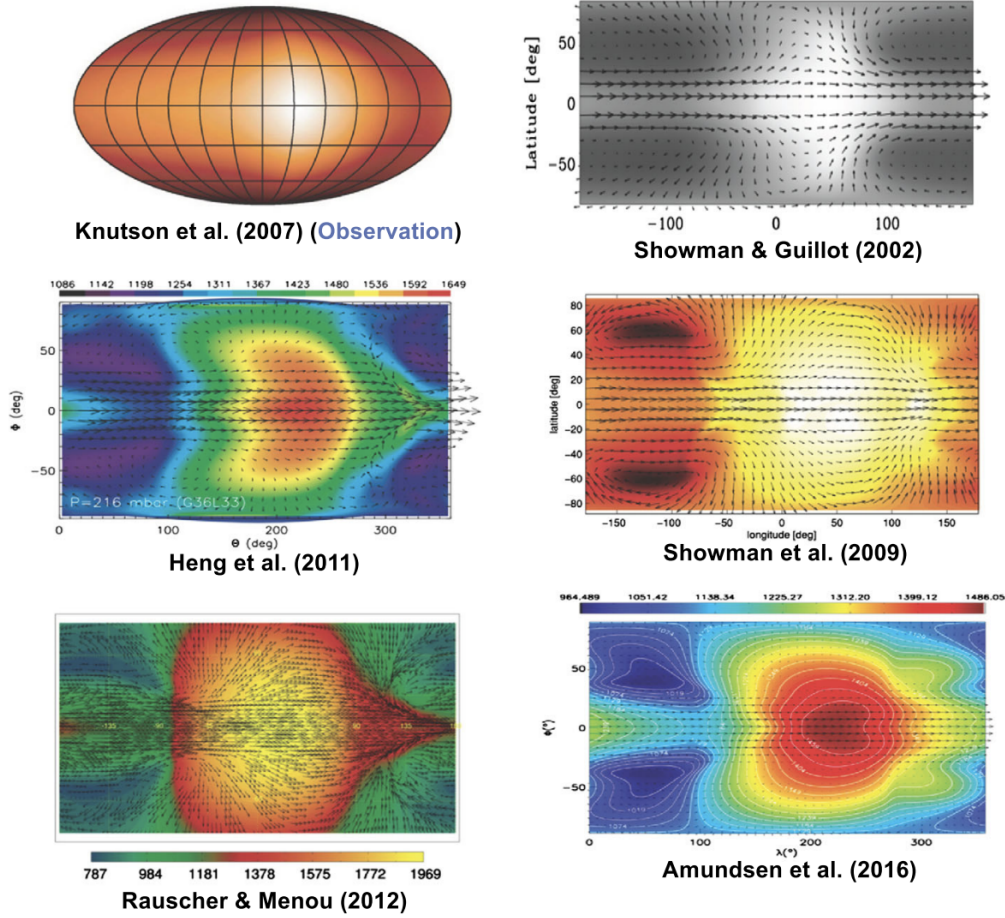 Knutson et al. (2007) (Observation)
50
0
-50
Latitude [deg]
-100
0
100
Showman & Guillot (2002)
1086 1142 1198 1254 1311 1367 1423 1480 1536 1592 1649
50
0
-50
Φ (deg)
P=216 mbar (G36L33)
0 100 200 300
Θ (deg)
Heng et al. (2011)
80
60
40
20
0
-20
-40
-60
-80
latitude [deg]
-150 -100 -50 0 50 100 150
longitude [deg]
Showman et al. (2009)
787 984 1181 1378 1575 1772 1969
Rauscher & Menou (2012)
964.489 1051.42 1138.34 1225.27 1312.20 1399.12 1486.05
50
0
-50
Φ(°)
0 100 200 300
λ(°)
Amundsen et al. (2016)